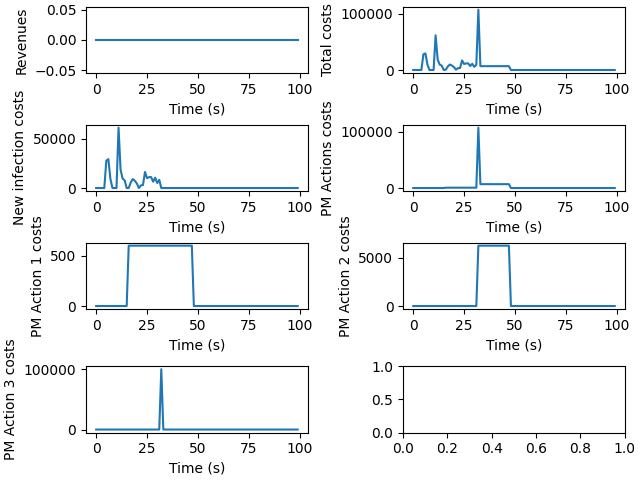 Revenues
0.05
0.00
−0.05
0 25 50 75 100
Time (s)
Total costs
100000
0
0 25 50 75 100
Time (s)
New infection costs
50000
0
0 25 50 75 100
Time (s)
PM Actions costs
100000
0
0 25 50 75 100
Time (s)
PM Action 1 costs
500
0
0 25 50 75 100
Time (s)
PM Action 2 costs
5000
0
0 25 50 75 100
Time (s)
PM Action 3 costs
100000
0
0 25 50 75 100
Time (s)
1.0
0.5
0.0
0.0 0.2 0.4 0.6 0.8 1.0